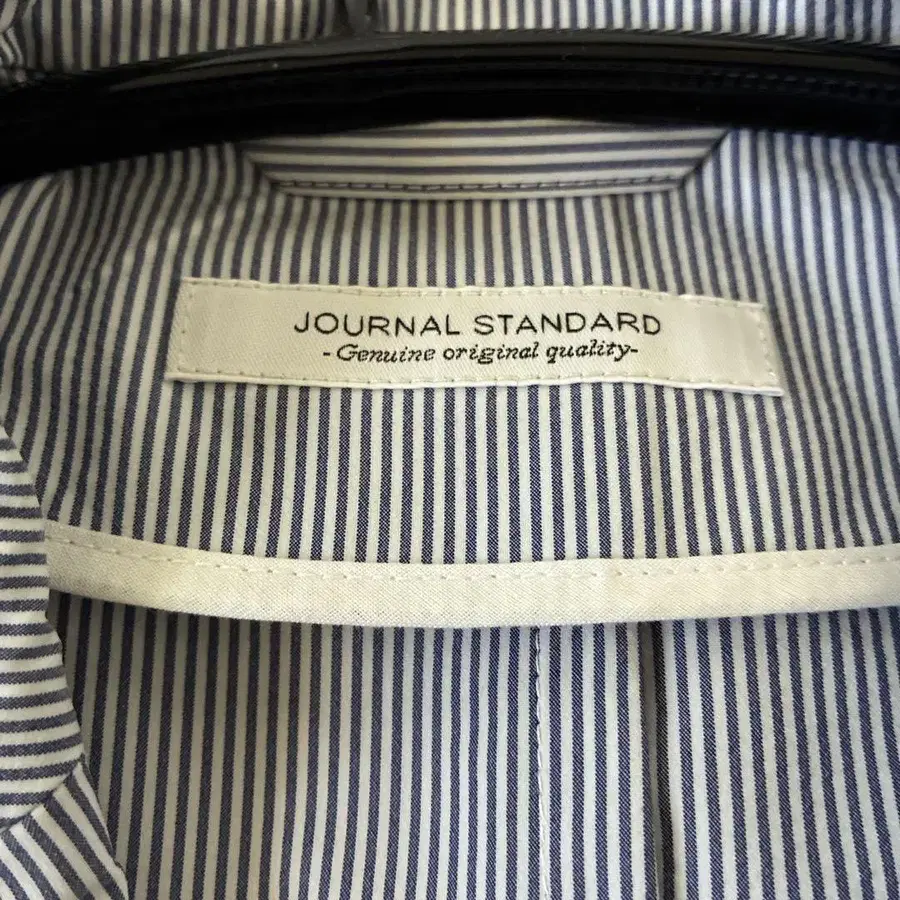 JOURNAL STANDARD
-Genuine original quality-